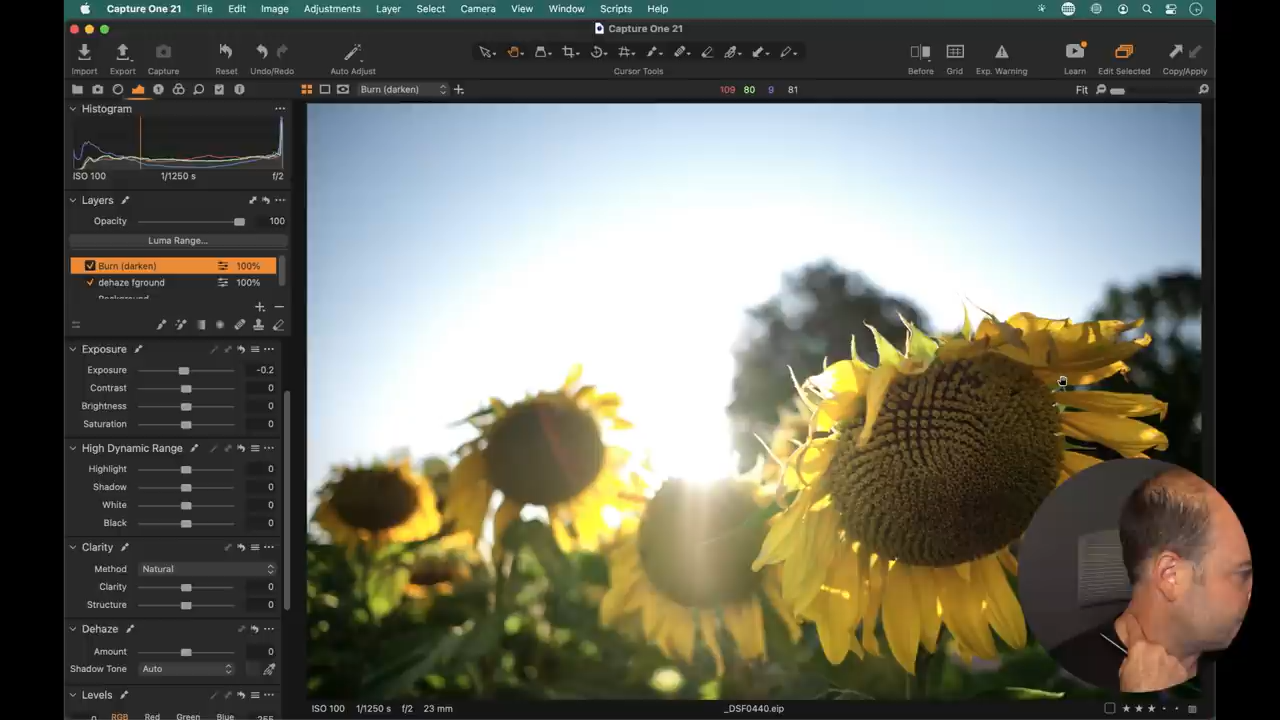 Capture One 21 File Edit Image Adjustments Layer Select Camera View Window Scripts Help
Capture One 21
Import Export Capture Reset Undo/Redo Auto Adjust Cursor Tools Before Grid Exp. Warning Learn Edit Selected Copy/Apply
Burn (darken) 109 80 9 81 Fit
Histogram
ISO 100 1/1250 s f/2
Layers
Opacity 100
Luma Range...
Burn (darken) 100%
dehaze fground 100%
Background
Exposure
Exposure -0.2
Contrast 0
Brightness 0
Saturation 0
High Dynamic Range
Highlight 0
Shadow 0
White 0
Black 0
Clarity
Method Natural
Clarity 0
Structure 0
Dehaze
Amount 0
Shadow Tone Auto
Levels
0 RGB Red Green Blue 255
ISO 100 1/1250 s f/2 23 mm _DSF0440.eip